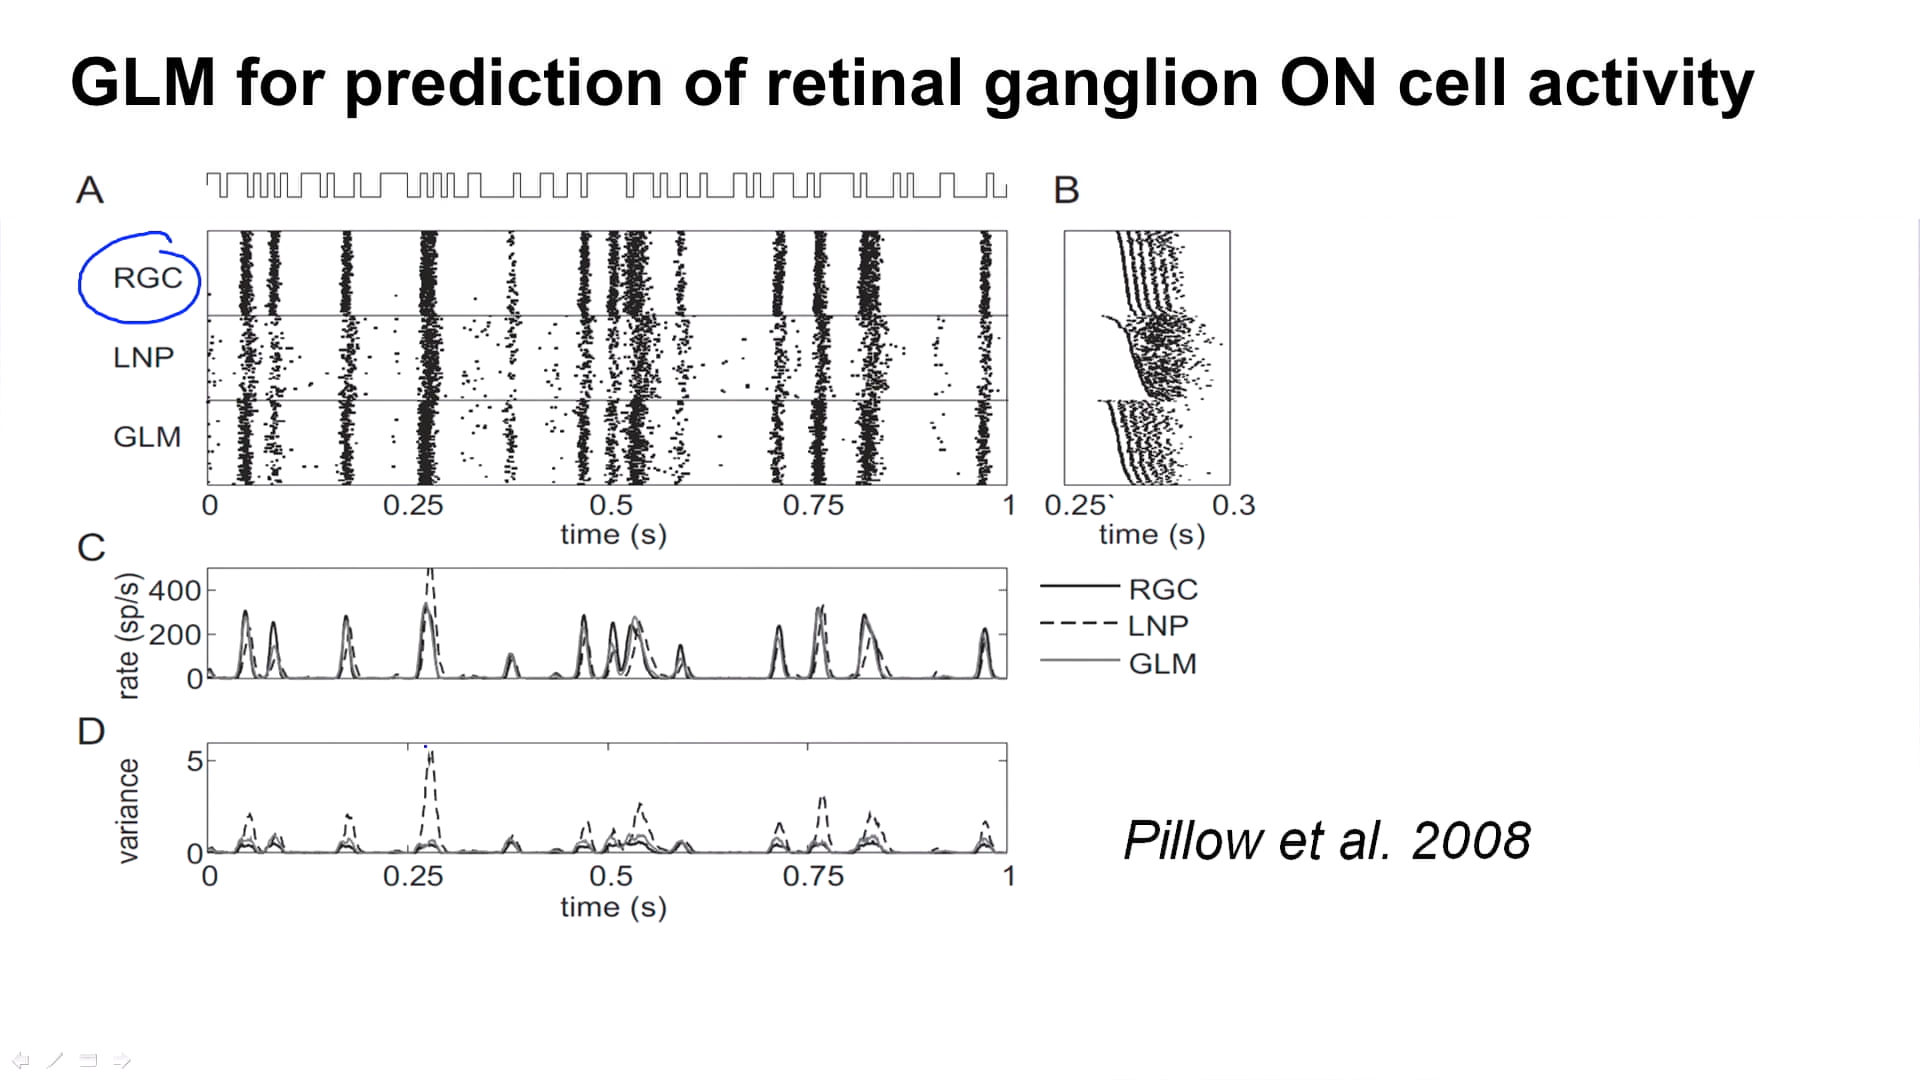 GLM for prediction of retinal ganglion ON cell activity
A
B
RGC
LNP
GLM
0 0.25 0.5 0.75 1
time (s)
0.25` 0.3
time (s)
C
rate (sp/s)
400
200
0
RGC
LNP
GLM
D
variance
5
0
0 0.25 0.5 0.75 1
time (s)
Pillow et al. 2008